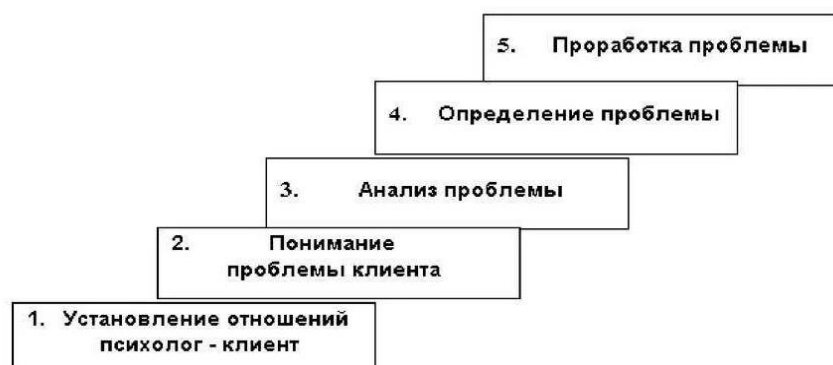 5. Проработка проблемы
4. Определение проблемы
3. Анализ проблемы
2. Понимание
проблемы клиента
1. Установление отношений
психолог - клиент